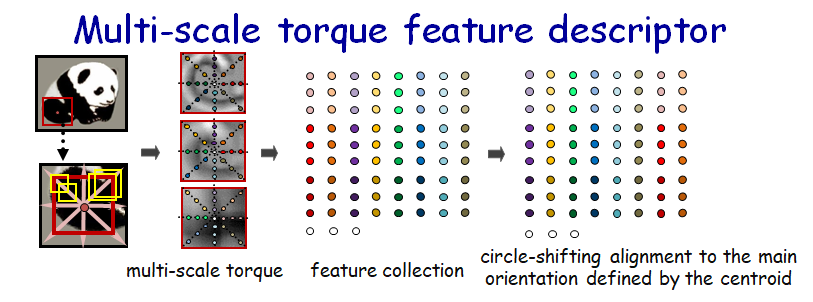 Multi-scale torque feature descriptor
multi-scale torque
feature collection
circle-shifting alignment to the main
orientation defined by the centroid